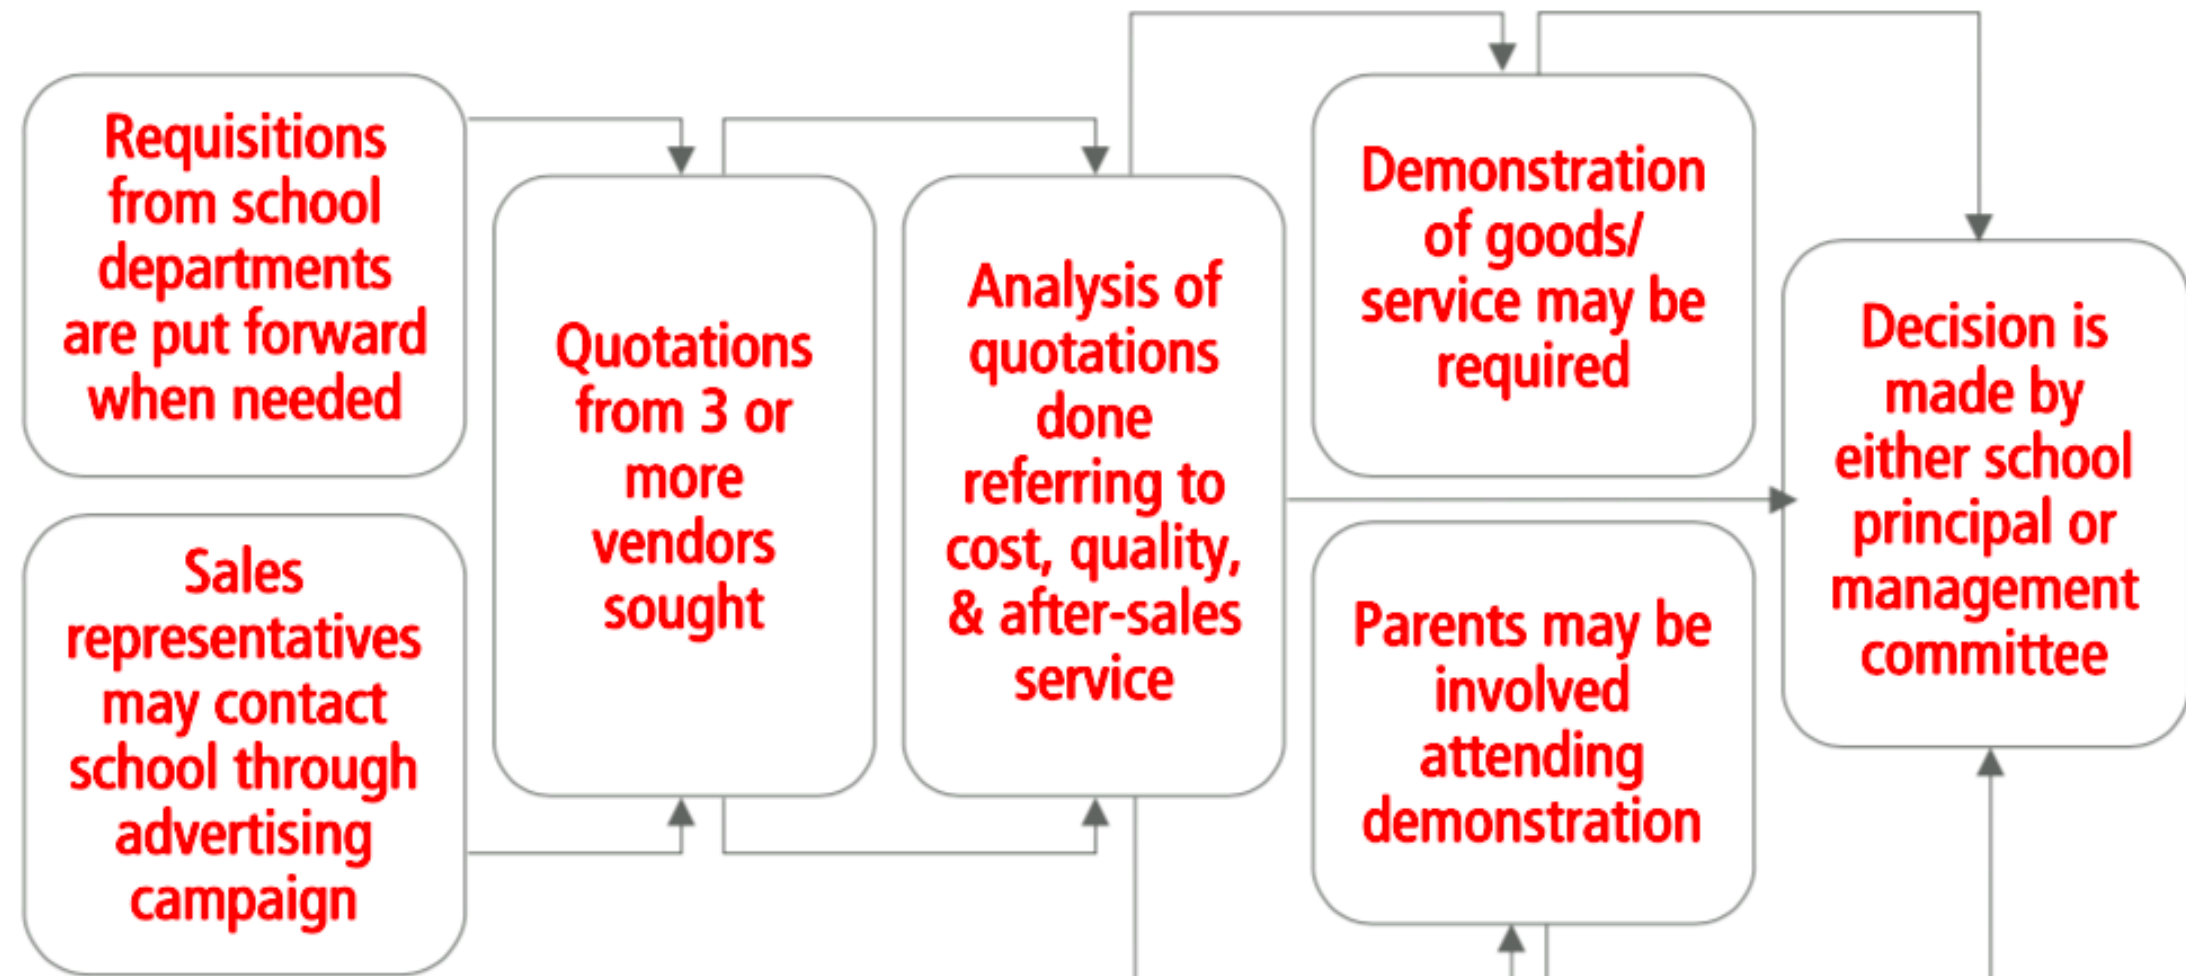 Requisitions
from school
departments
are put forward
when needed
Sales
representatives
may contact
school through
advertising
campaign
Quotations
from 3 or
more
vendors
sought
Analysis of
quotations
done
referring to
cost, quality,
& after-sales
service
Demonstration
of goods/
service may be
required
Parents may be
involved
attending
demonstration
Decision is
made by
either school
principal or
management
committee